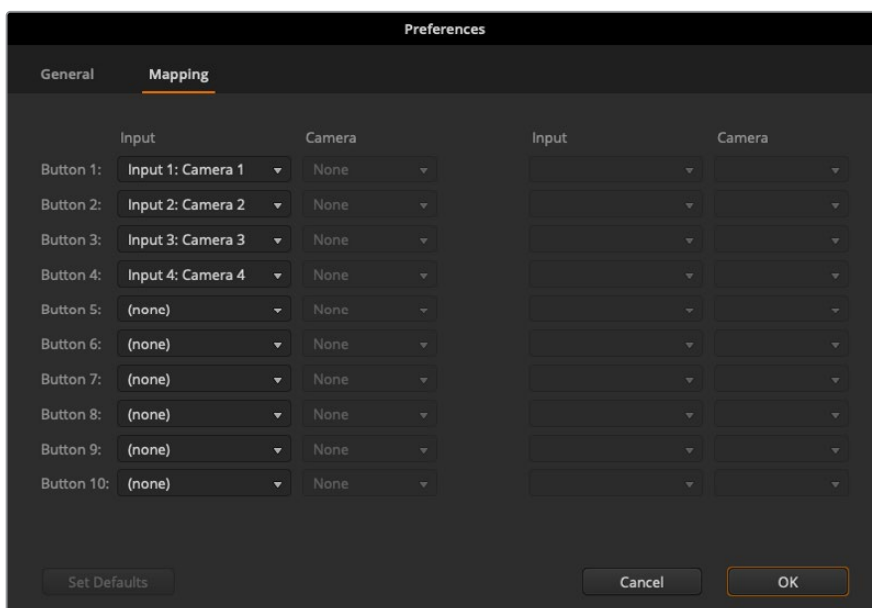 Preferences
General Mapping
Input Camera Input Camera
Button 1: Input 1: Camera 1 None
Button 2: Input 2: Camera 2 None
Button 3: Input 3: Camera 3 None
Button 4: Input 4: Camera 4 None
Button 5: (none) None
Button 6: (none) None
Button 7: (none) None
Button 8: (none) None
Button 9: (none) None
Button 10: (none) None
Set Defaults Cancel OK